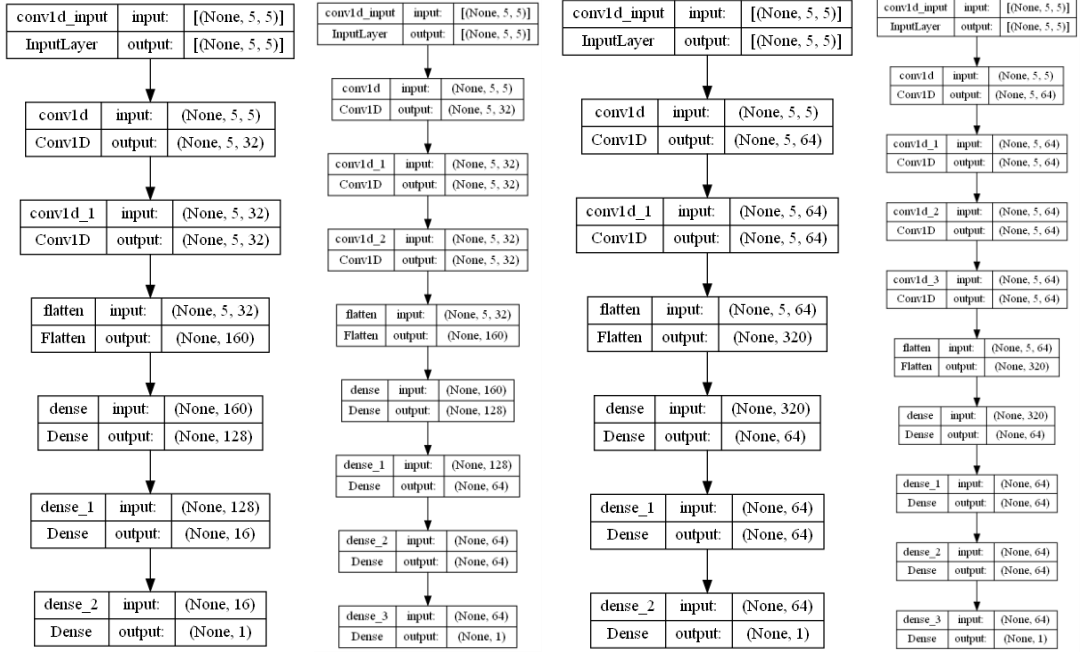 conv1d_input input: [(None, 5, 5)]
InputLayer output: [(None, 5, 5)]
conv1d input: (None, 5, 5)
Conv1D output: (None, 5, 32)
conv1d_1 input: (None, 5, 32)
Conv1D output: (None, 5, 32)
flatten input: (None, 5, 32)
Flatten output: (None, 160)
dense input: (None, 160)
Dense output: (None, 128)
dense_1 input: (None, 128)
Dense output: (None, 16)
dense_2 input: (None, 16)
Dense output: (None, 1)
conv1d_input input: [(None, 5, 5)]
InputLayer output: [(None, 5, 5)]
conv1d input: (None, 5, 5)
Conv1D output: (None, 5, 32)
conv1d_1 input: (None, 5, 32)
Conv1D output: (None, 5, 32)
conv1d_2 input: (None, 5, 32)
Conv1D output: (None, 5, 32)
flatten input: (None, 5, 32)
Flatten output: (None, 160)
dense input: (None, 160)
Dense output: (None, 128)
dense_1 input: (None, 128)
Dense output: (None, 64)
dense_2 input: (None, 64)
Dense output: (None, 64)
dense_3 input: (None, 64)
Dense output: (None, 1)
conv1d_input input: [(None, 5, 5)]
InputLayer output: [(None, 5, 5)]
conv1d input: (None, 5, 5)
Conv1D output: (None, 5, 64)
conv1d_1 input: (None, 5, 64)
Conv1D output: (None, 5, 64)
flatten input: (None, 5, 64)
Flatten output: (None, 320)
dense input: (None, 320)
Dense output: (None, 64)
dense_1 input: (None, 64)
Dense output: (None, 64)
dense_2 input: (None, 64)
Dense output: (None, 1)
conv1d_input input: [(None, 5, 5)]
InputLayer output: [(None, 5, 5)]
conv1d input: (None, 5, 5)
Conv1D output: (None, 5, 64)
conv1d_1 input: (None, 5, 64)
Conv1D output: (None, 5, 64)
conv1d_2 input: (None, 5, 64)
Conv1D output: (None, 5, 64)
conv1d_3 input: (None, 5, 64)
Conv1D output: (None, 5, 64)
flatten input: (None, 5, 64)
Flatten output: (None, 320)
dense input: (None, 320)
Dense output: (None, 64)
dense_1 input: (None, 64)
Dense output: (None, 64)
dense_2 input: (None, 64)
Dense output: (None, 64)
dense_3 input: (None, 64)
Dense output: (None, 1)